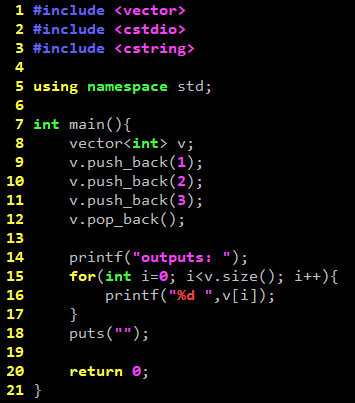 1 #include <vector>
2 #include <cstdio>
3 #include <cstring>
4
5 using namespace std;
6
7 int main(){
8     vector<int> v;
9     v.push_back(1);
10     v.push_back(2);
11     v.push_back(3);
12     v.pop_back();
13
14     printf("outputs: ");
15     for(int i=0; i<v.size(); i++){
16         printf("%d ",v[i]);
17     }
18     puts("");
19
20     return 0;
21 }